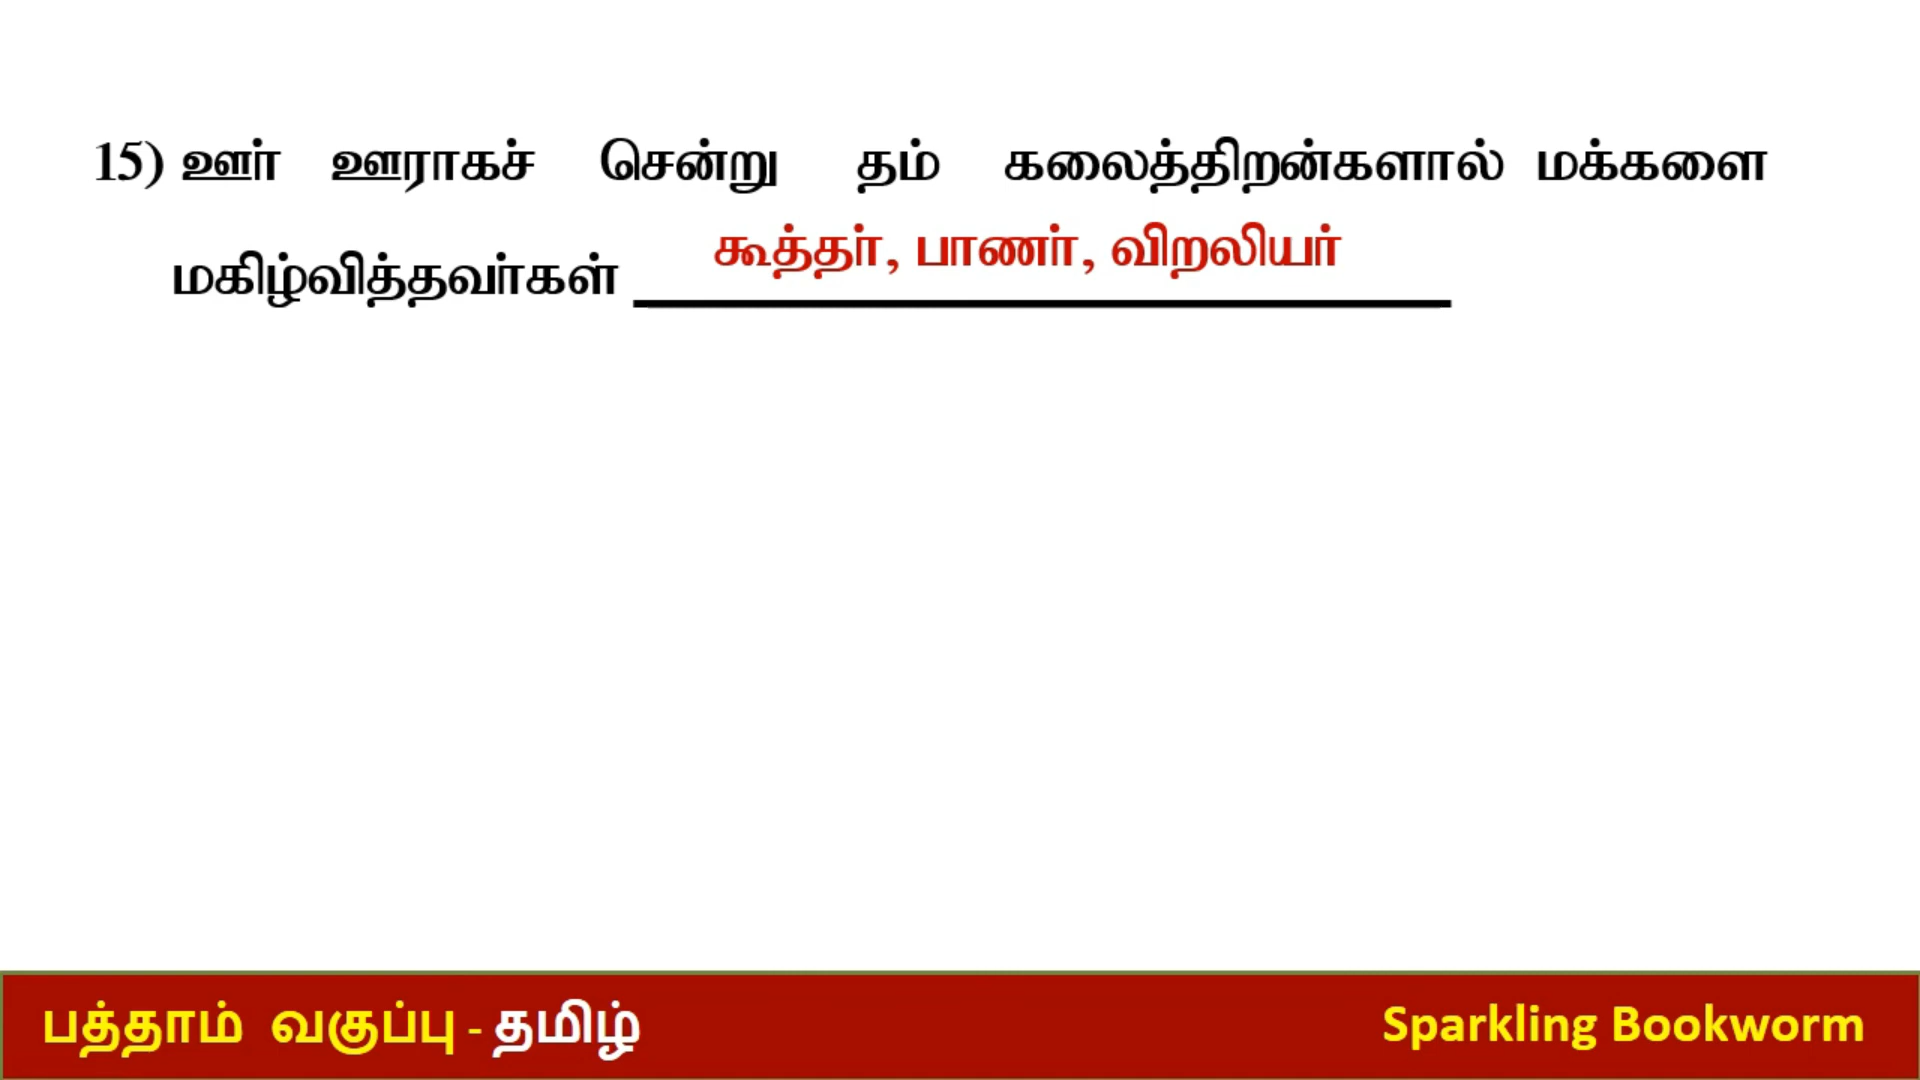 15) ஊர் ஊராகச் சென்று தம் கலைத்திறன்களால் மக்களை
கூத்தர், பாணர், விறலியர்
மகிழ்வித்தவர்கள் ____________________
பத்தாம் வகுப்பு - தமிழ்
Sparkling Bookworm